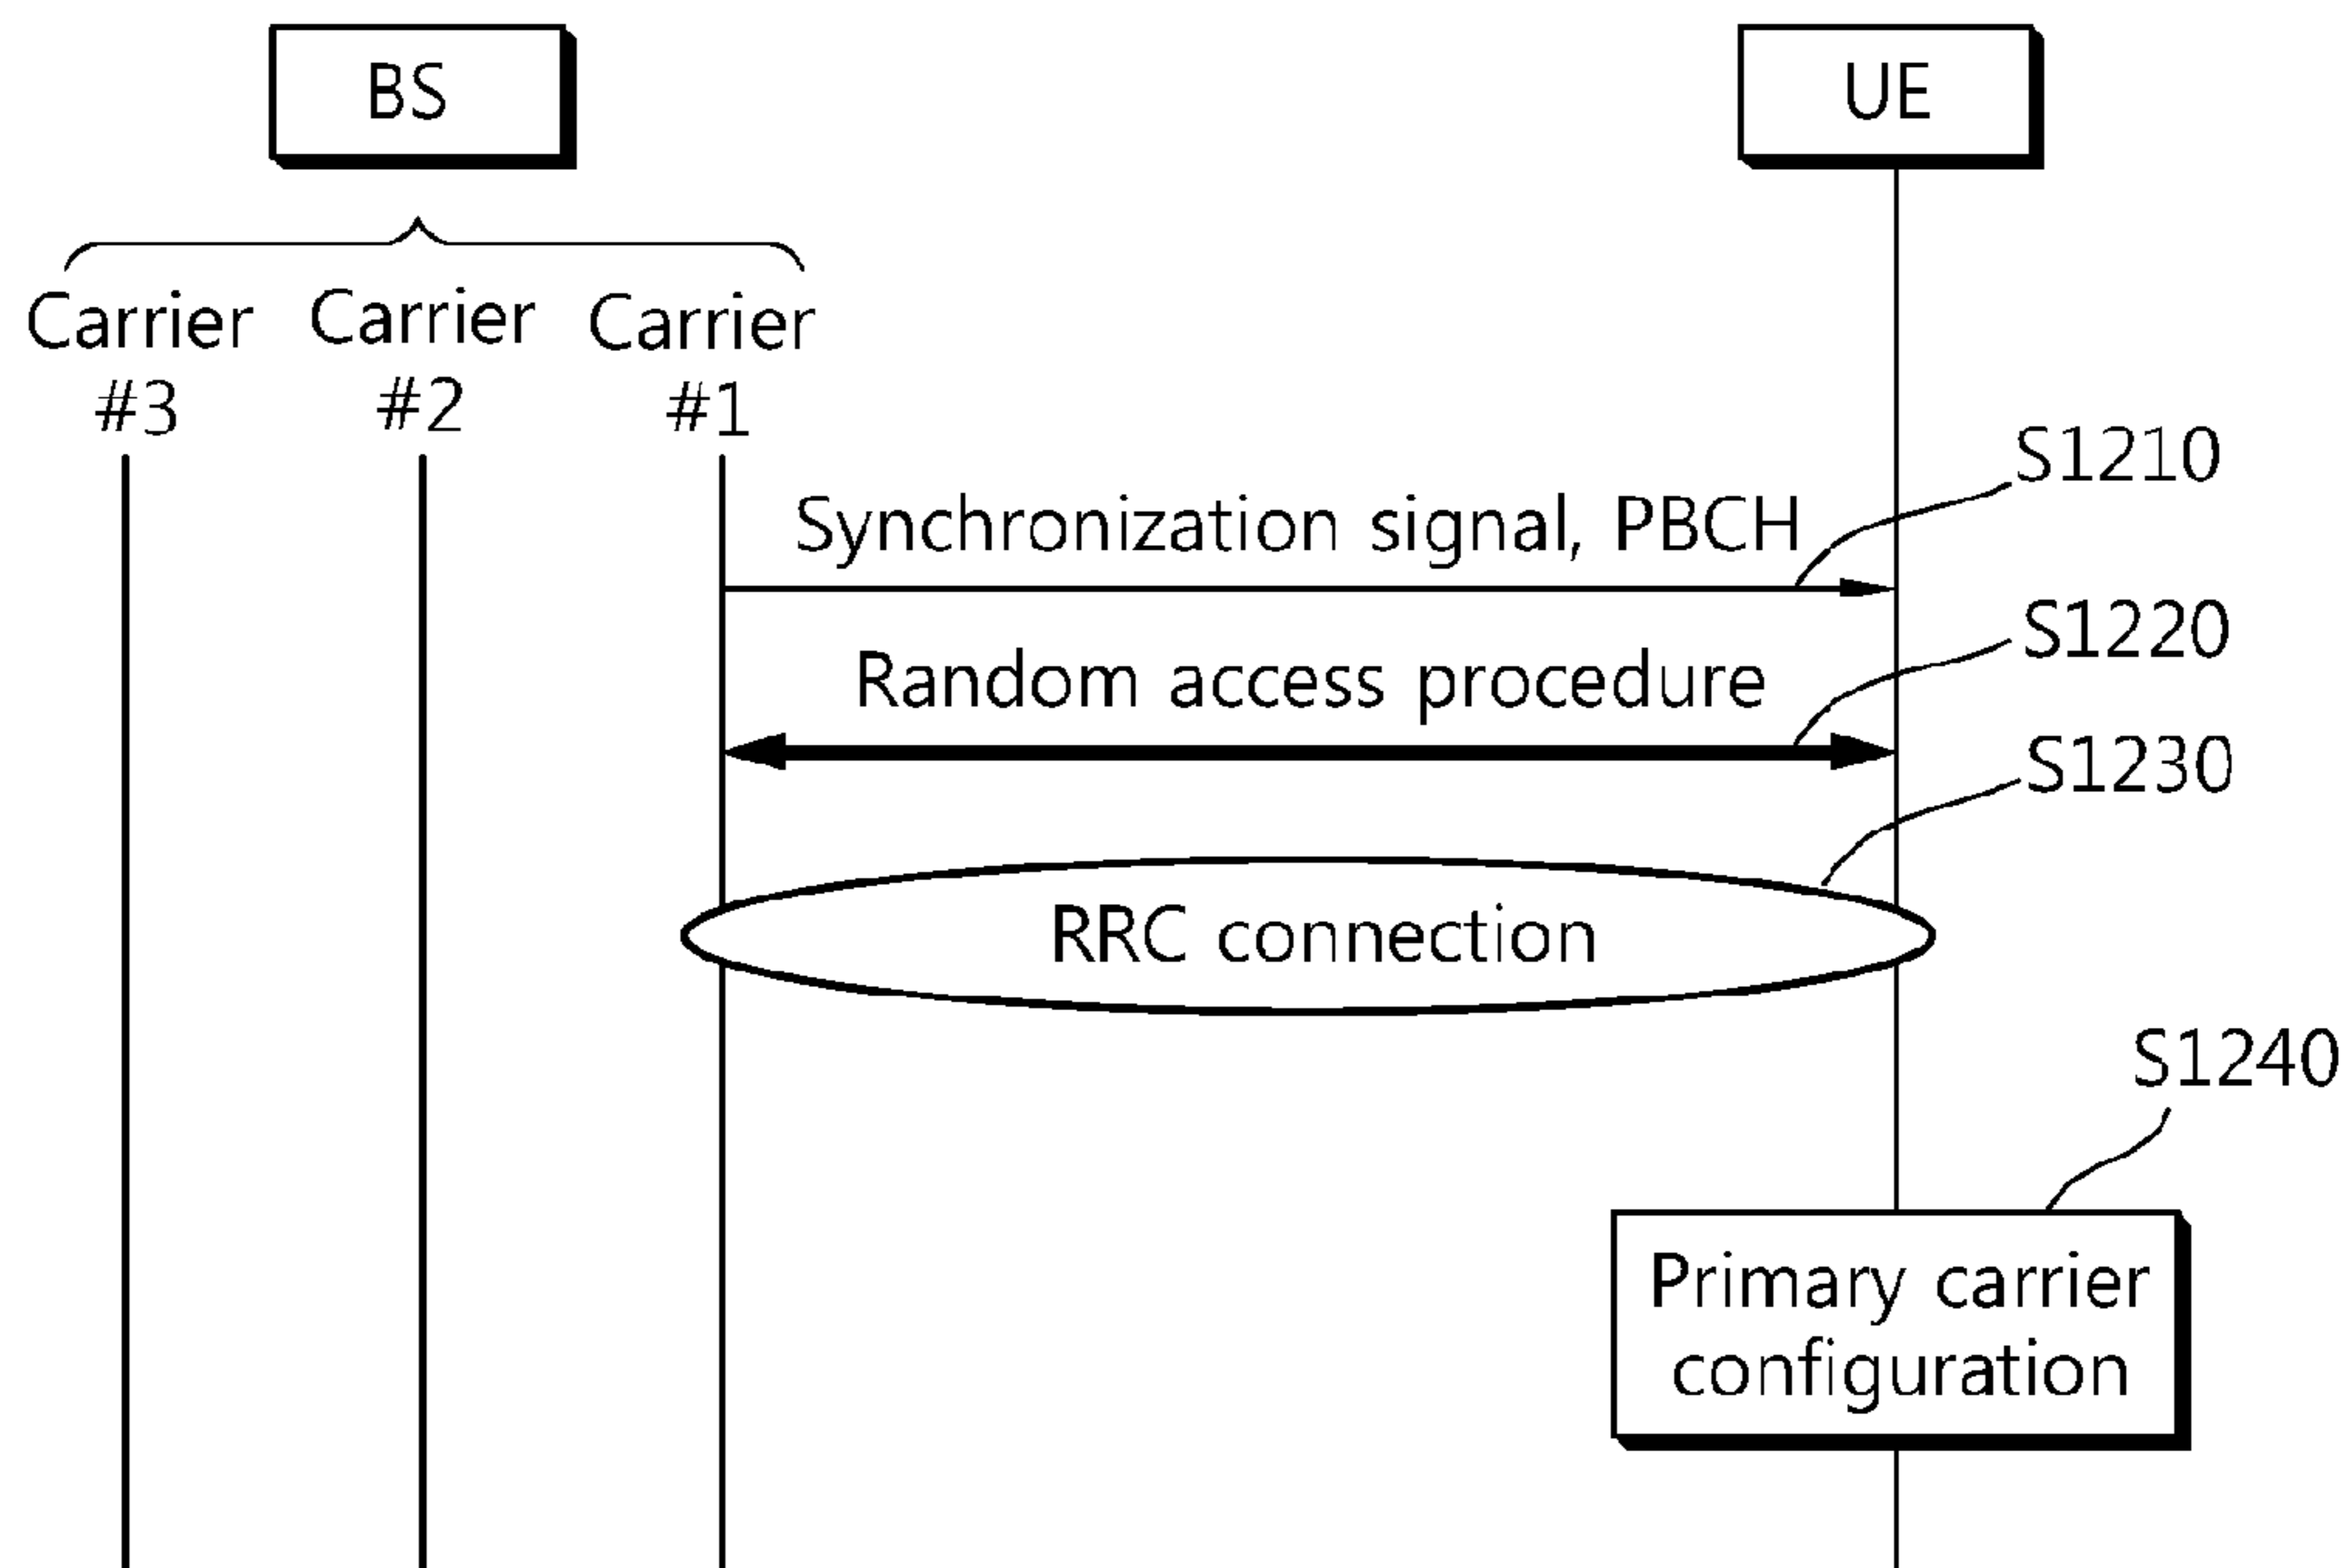 BS
UE
Carrier #3
Carrier #2
Carrier #1
S1210
Synchronization signal, PBCH
S1220
Random access procedure
S1230
RRC connection
S1240
Primary carrier
configuration